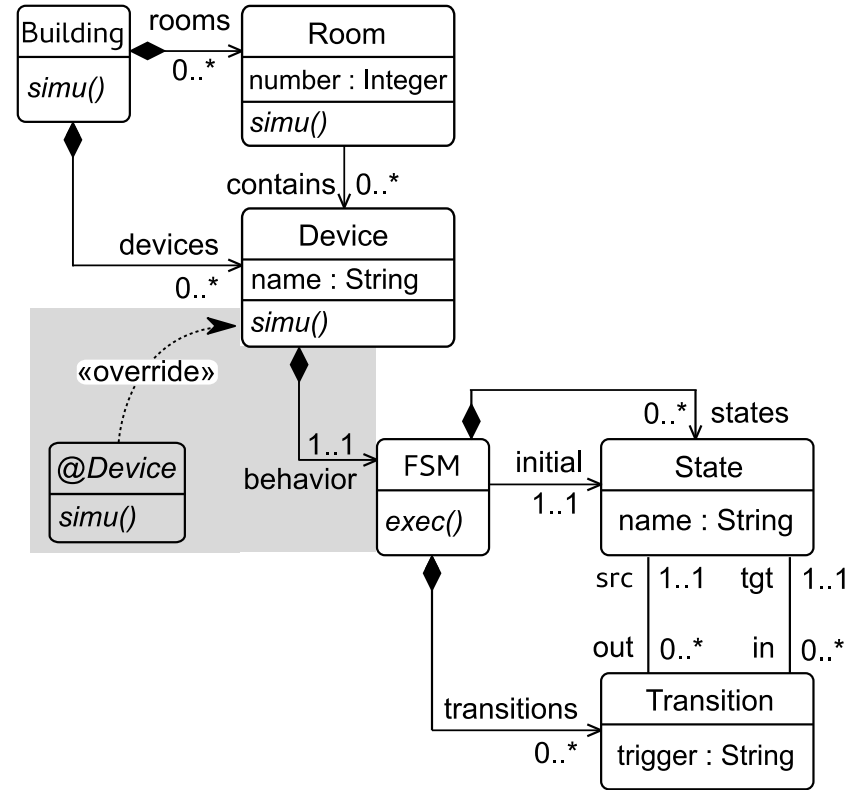 Building
simu()
rooms
0..*
Room
number : Integer
simu()
contains 0..*
devices
0..*
Device
name : String
simu()
«override»
@Device
simu()
1..1
behavior
FSM
exec()
0..* states
initial
1..1
State
name : String
src 1..1 tgt 1..1
out 0..* in 0..*
transitions
0..*
Transition
trigger : String